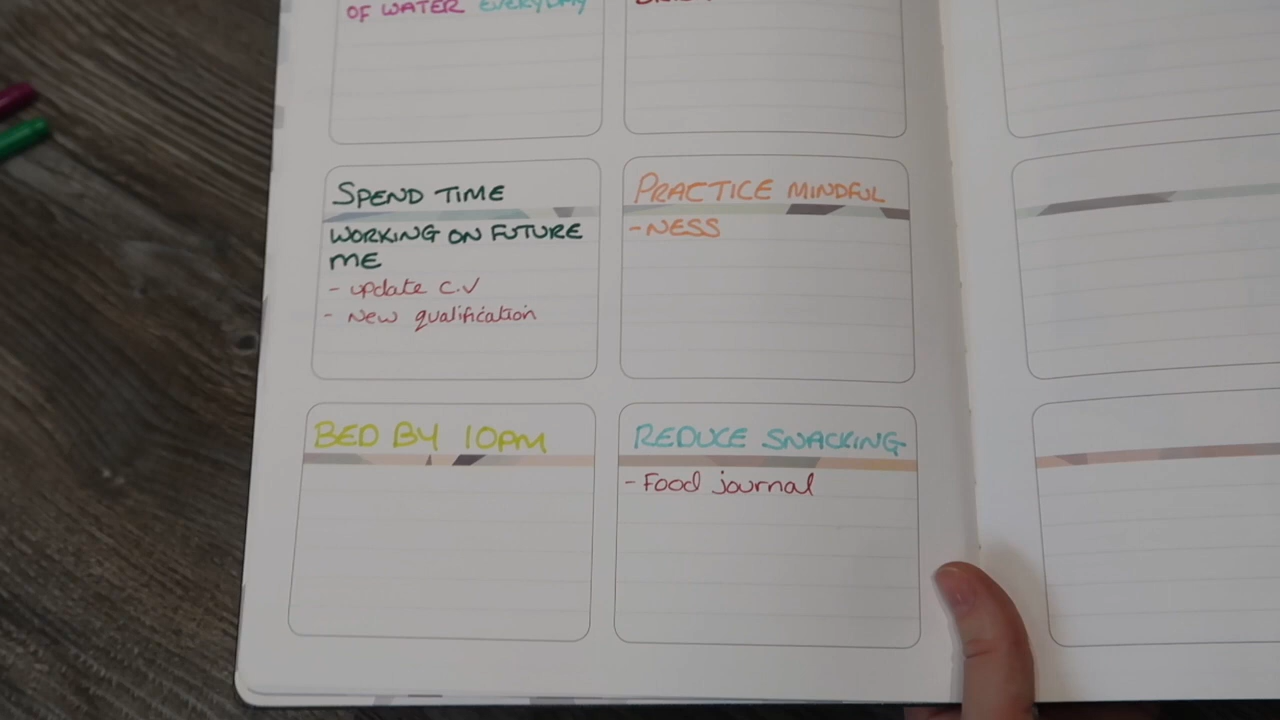 OF WATER EVERYDAY
SPEND TIME
WORKING ON FUTURE
ME
- update C.V
- New qualification
PRACTICE MINDFUL
-NESS
BED BY 10PM
REDUCE SNACKING
- Food journal